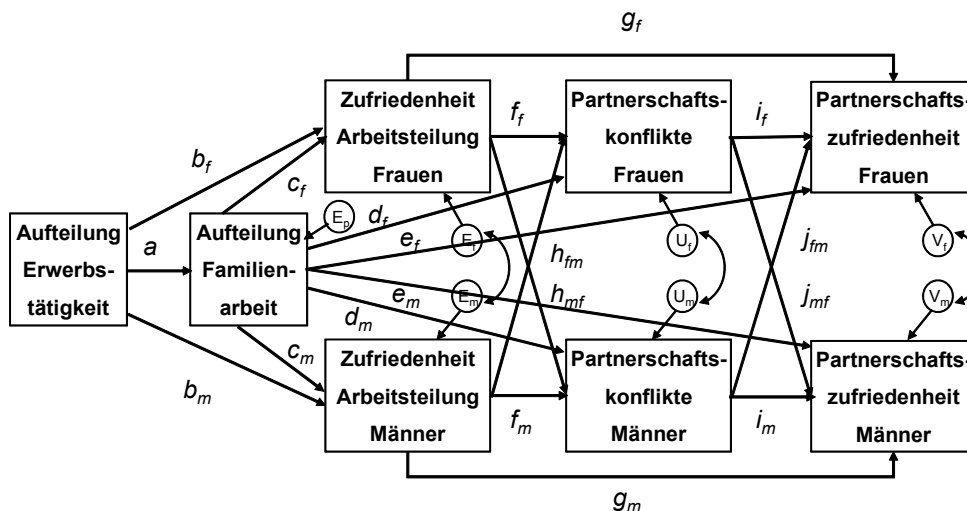 g_f
Zufriedenheit
Arbeitsteilung
Frauen
f_f
Partnerschafts-
konflikte
Frauen
i_f
Partnerschafts-
zufriedenheit
Frauen
b_f
c_f
Aufteilung
Erwerbs-
tätigkeit
a
Aufteilung
Familien-
arbeit
E_p
d_f
e_f
E_f
h_fm
U_f
j_fm
V_f
e_m
d_m
E_m
h_mf
U_m
j_mf
V_m
c_m
b_m
Zufriedenheit
Arbeitsteilung
Männer
f_m
Partnerschafts-
konflikte
Männer
i_m
Partnerschafts-
zufriedenheit
Männer
g_m